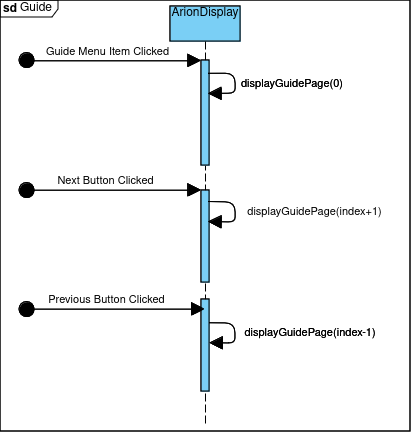 sd Guide
ArionDisplay
Guide Menu Item Clicked
displayGuidePage(0)
Next Button Clicked
displayGuidePage(index+1)
Previous Button Clicked
displayGuidePage(index-1)